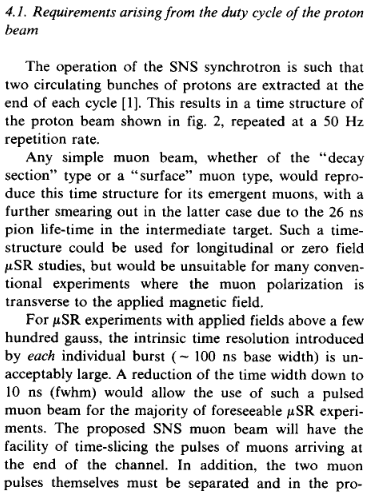 4.1. Requirements arising from the duty cycle of the proton
beam
The operation of the SNS synchrotron is such that
two circulating bunches of protons are extracted at the
end of each cycle [1]. This results in a time structure of
the proton beam shown in fig. 2, repeated at a 50 Hz
repetition rate.
Any simple muon beam, whether of the "decay
section" type or a "surface" muon type, would repro-
duce this time structure for its emergent muons, with a
further smearing out in the latter case due to the 26 ns
pion life-time in the intermediate target. Such a time-
structure could be used for longitudinal or zero field
μSR studies, but would be unsuitable for many conven-
tional experiments where the muon polarization is
transverse to the applied magnetic field.
For μSR experiments with applied fields above a few
hundred gauss, the intrinsic time resolution introduced
by each individual burst (~ 100 ns base width) is un-
acceptably large. A reduction of the time width down to
10 ns (fwhm) would allow the use of such a pulsed
muon beam for the majority of foreseeable μSR experi-
ments. The proposed SNS muon beam will have the
facility of time-slicing the pulses of muons arriving at
the end of the channel. In addition, the two muon
pulses themselves must be separated and in the pro-